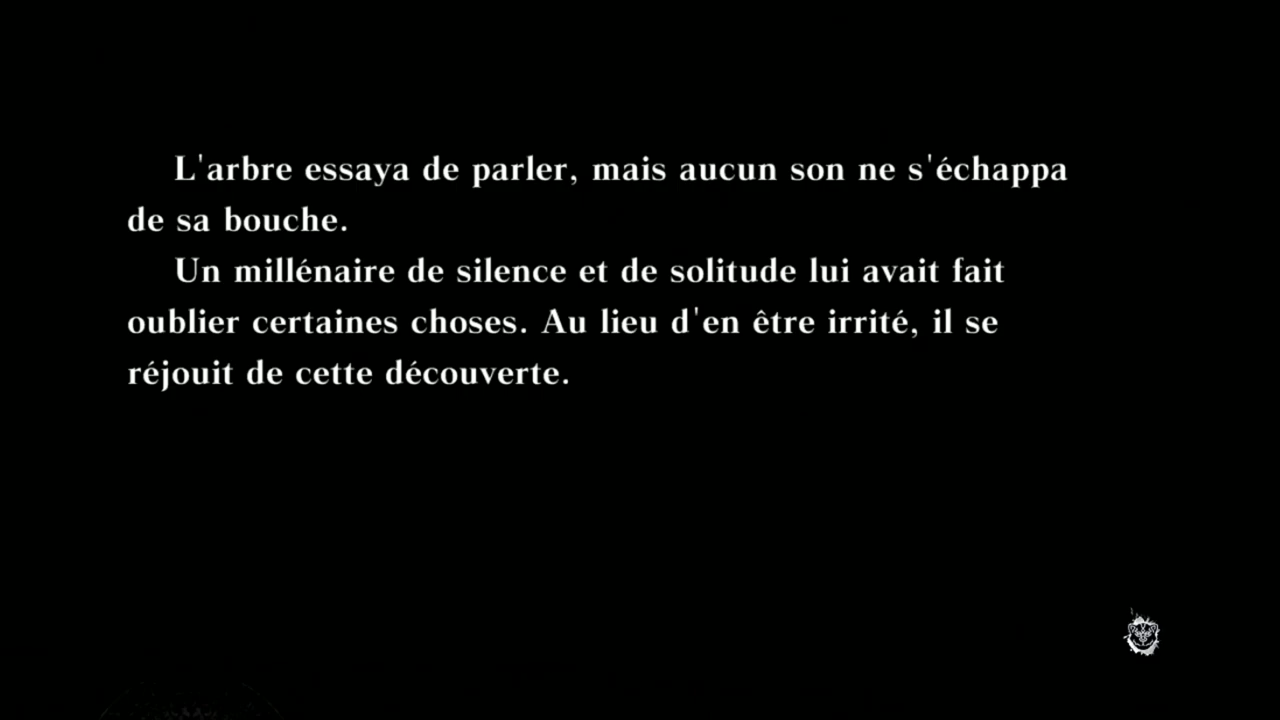 L'arbre essaya de parler, mais aucun son ne s'échappa
de sa bouche.
Un millénaire de silence et de solitude lui avait fait
oublier certaines choses. Au lieu d'en être irrité, il se
réjouit de cette découverte.